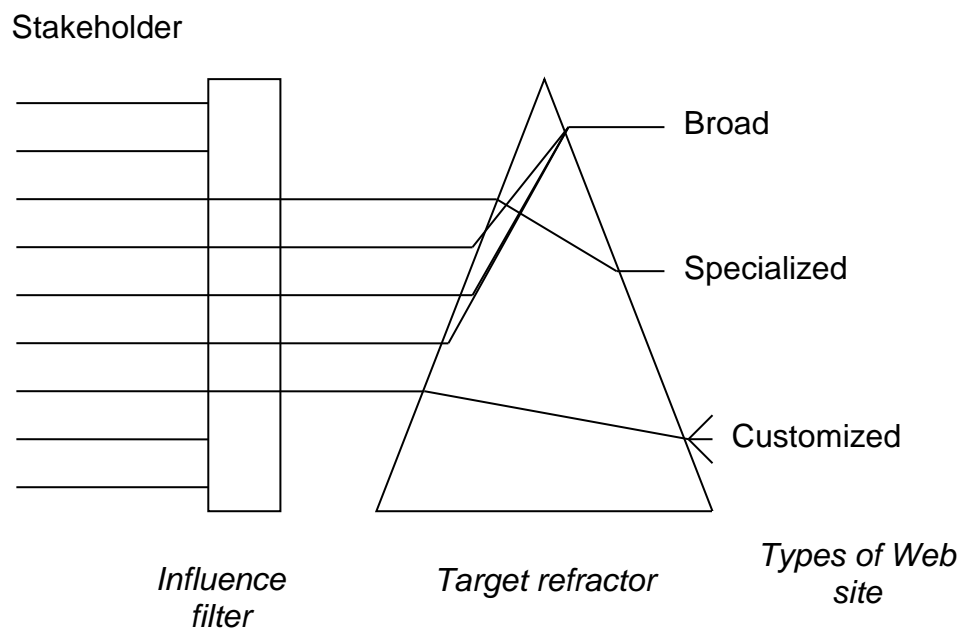 Stakeholder
Broad
Specialized
Customized
Influence
filter
Target refractor
Types of Web
site